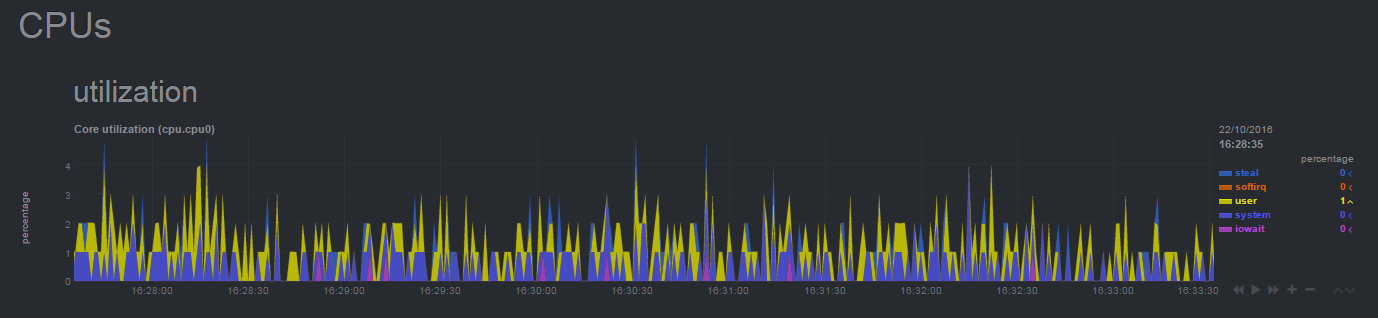 CPUs
utilization
Core utilization (cpu.cpu0)
22/10/2016
16:28:35
percentage
steal 0
softirq 0
user 1
system 0
iowait 0
percentage
4
3
2
1
0
16:28:00 16:28:30 16:29:00 16:29:30 16:30:00 16:30:30 16:31:00 16:31:30 16:32:00 16:32:30 16:33:00 16:33:30